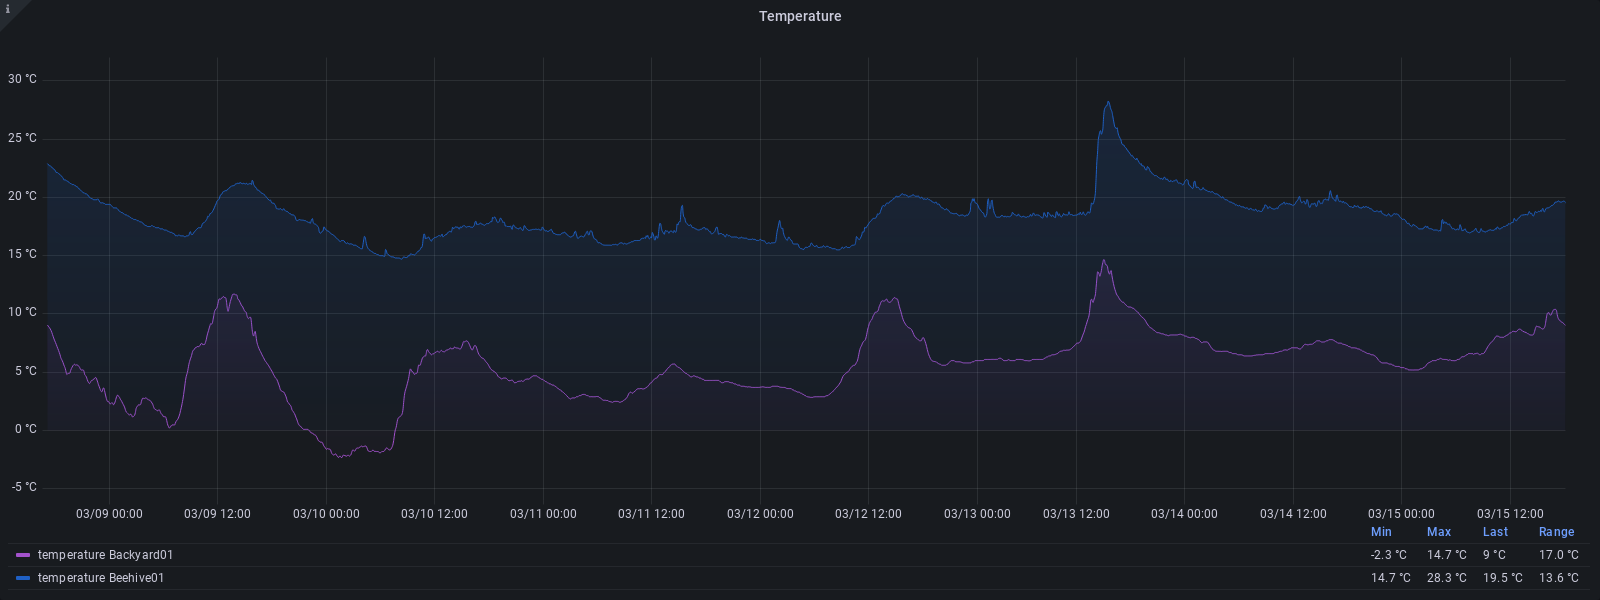 i
Temperature
30 °C
25 °C
20 °C
15 °C
10 °C
5 °C
0 °C
-5 °C
03/09 00:00 03/09 12:00 03/10 00:00 03/10 12:00 03/11 00:00 03/11 12:00 03/12 00:00 03/12 12:00 03/13 00:00 03/13 12:00 03/14 00:00 03/14 12:00 03/15 00:00 03/15 12:00
Min Max Last Range
temperature Backyard01 -2.3 °C 14.7 °C 9 °C 17.0 °C
temperature Beehive01 14.7 °C 28.3 °C 19.5 °C 13.6 °C